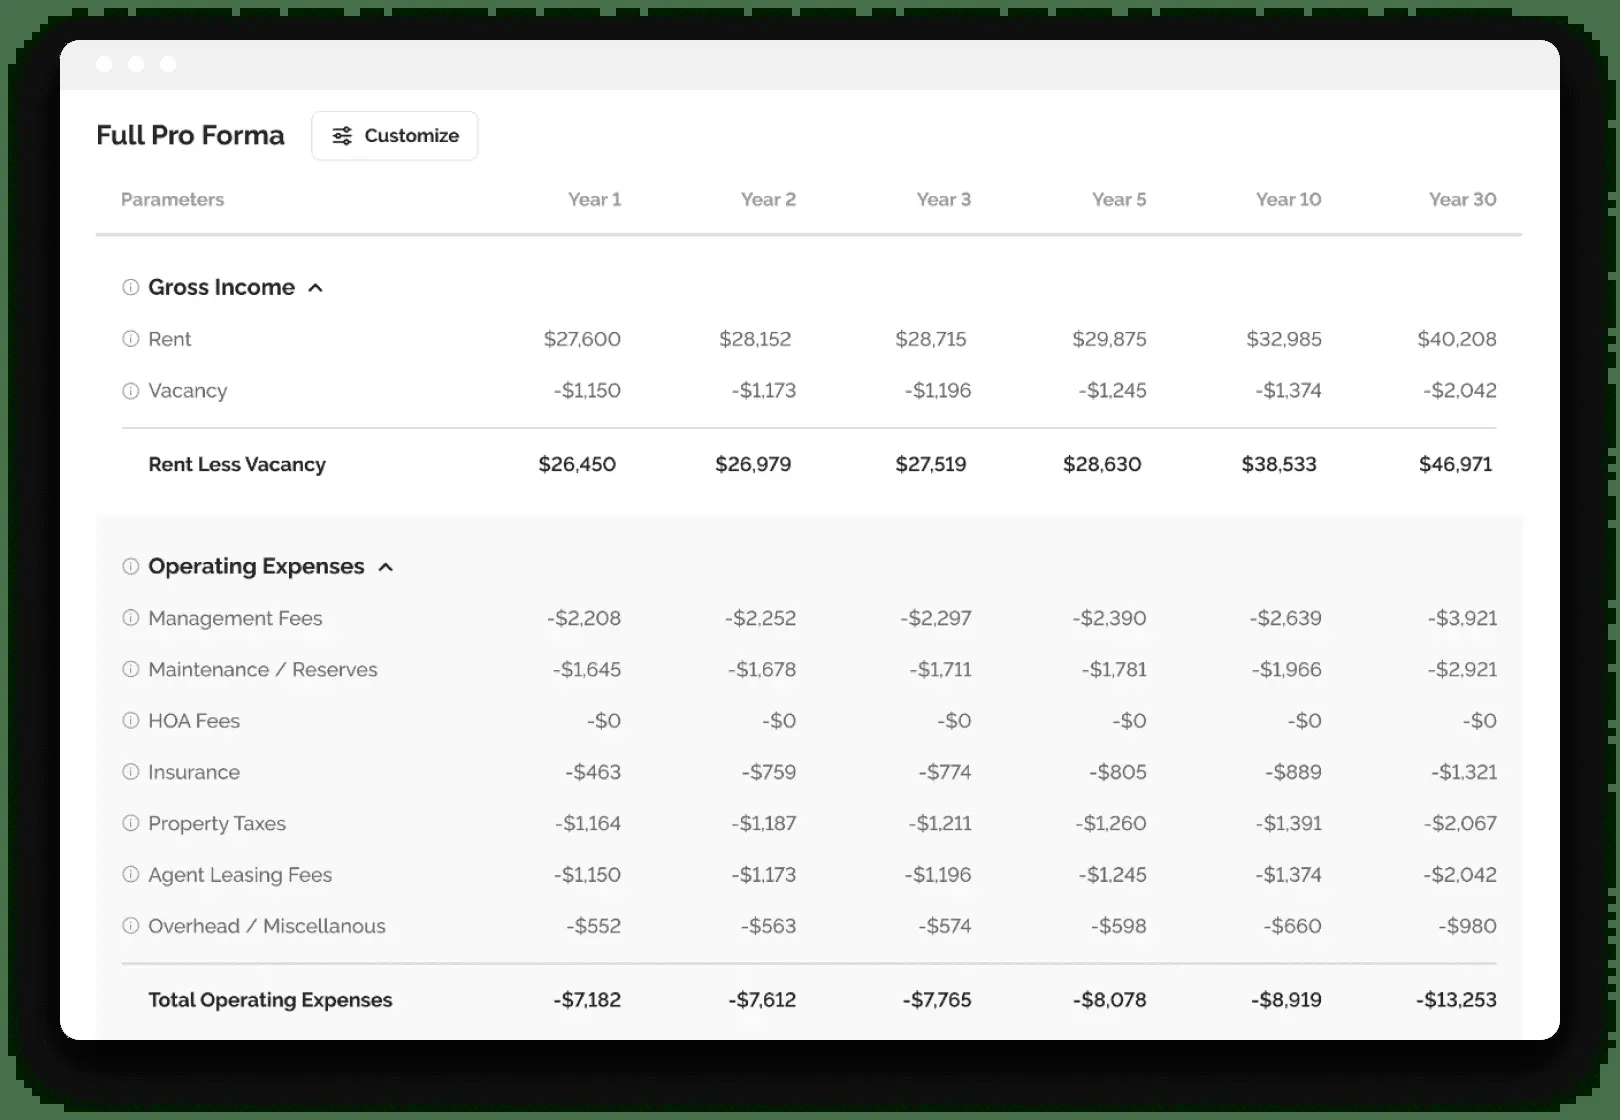 Full Pro Forma Customize
Parameters Year 1 Year 2 Year 3 Year 5 Year 10 Year 30
Gross Income
Rent $27,600 $28,152 $28,715 $29,875 $32,985 $40,208
Vacancy -$1,150 -$1,173 -$1,196 -$1,245 -$1,374 -$2,042
Rent Less Vacancy $26,450 $26,979 $27,519 $28,630 $38,533 $46,971
Operating Expenses
Management Fees -$2,208 -$2,252 -$2,297 -$2,390 -$2,639 -$3,921
Maintenance / Reserves -$1,645 -$1,678 -$1,711 -$1,781 -$1,966 -$2,921
HOA Fees -$0 -$0 -$0 -$0 -$0 -$0
Insurance -$463 -$759 -$774 -$805 -$889 -$1,321
Property Taxes -$1,164 -$1,187 -$1,211 -$1,260 -$1,391 -$2,067
Agent Leasing Fees -$1,150 -$1,173 -$1,196 -$1,245 -$1,374 -$2,042
Overhead / Miscellanous -$552 -$563 -$574 -$598 -$660 -$980
Total Operating Expenses -$7,182 -$7,612 -$7,765 -$8,078 -$8,919 -$13,253